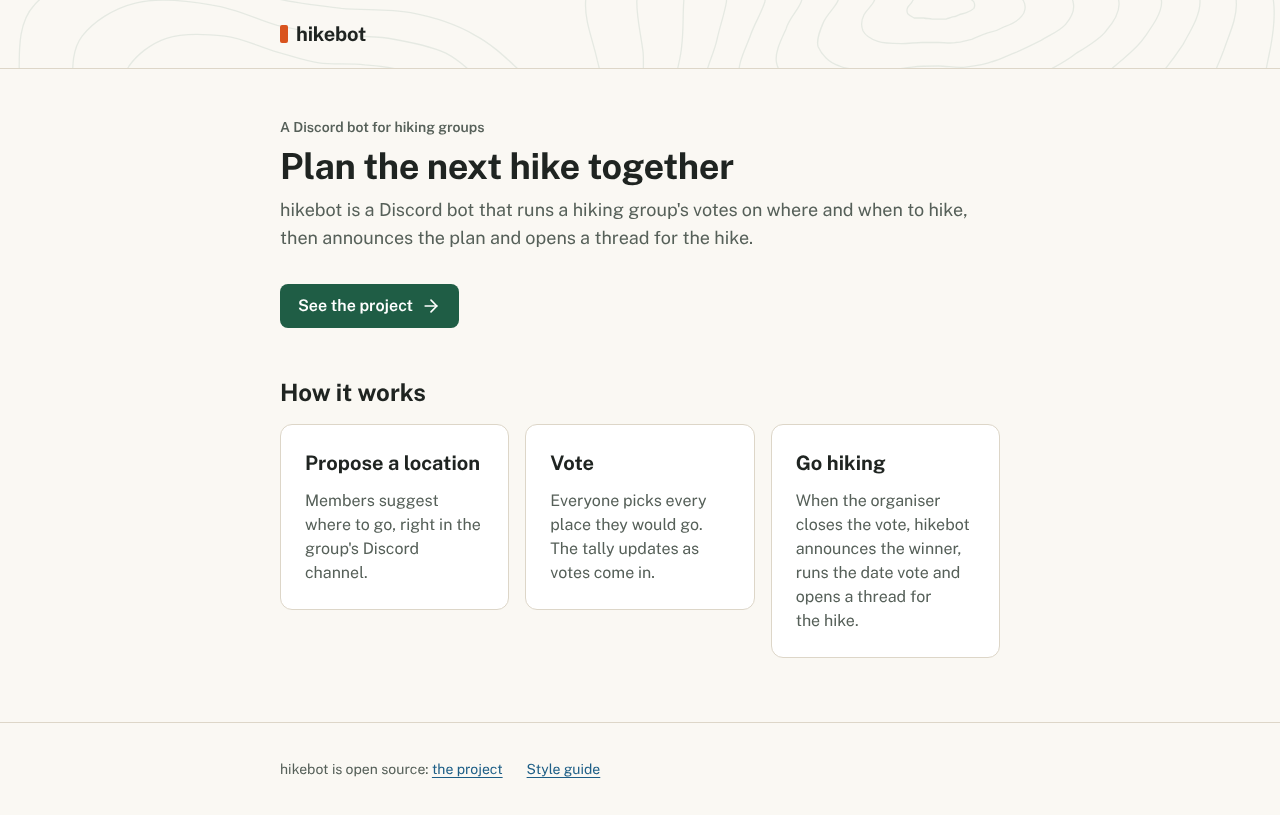 hikebot
A Discord bot for hiking groups
Plan the next hike together
hikebot is a Discord bot that runs a hiking group's votes on where and when to hike,
then announces the plan and opens a thread for the hike.
See the project
How it works
Propose a location
Members suggest
where to go, right in the
group's Discord
channel.
Vote
Everyone picks every
place they would go.
The tally updates as
votes come in.
Go hiking
When the organiser
closes the vote, hikebot
announces the winner,
runs the date vote and
opens a thread for
the hike.
hikebot is open source: the project Style guide